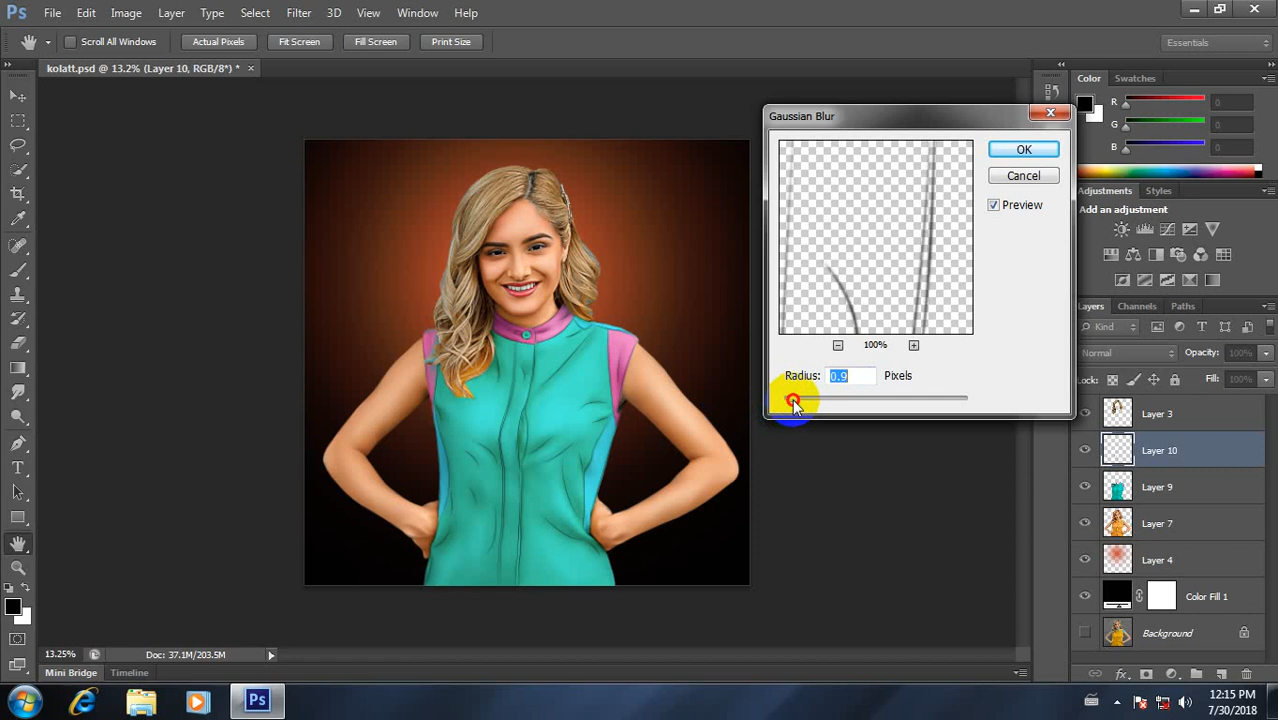 Ps File Edit Image Layer Type Select Filter 3D View Window Help
Scroll All Windows Actual Pixels Fit Screen Fill Screen Print Size Essentials
kolatt.psd @ 13.2% (Layer 10, RGB/8*) * ×
Color Swatches
R 0
G 0
B 0
Gaussian Blur
OK
Cancel
Preview
100%
Radius: 0.9 Pixels
Adjustments Styles
Add an adjustment
Layers Channels Paths
Kind
Normal Opacity: 100%
Lock: Fill: 100%
Layer 3
Layer 10
Layer 9
Layer 7
Layer 4
Color Fill 1
Background
13.25% Doc: 37.1M/203.5M
Mini Bridge Timeline
Ps
12:15 PM
7/30/2018